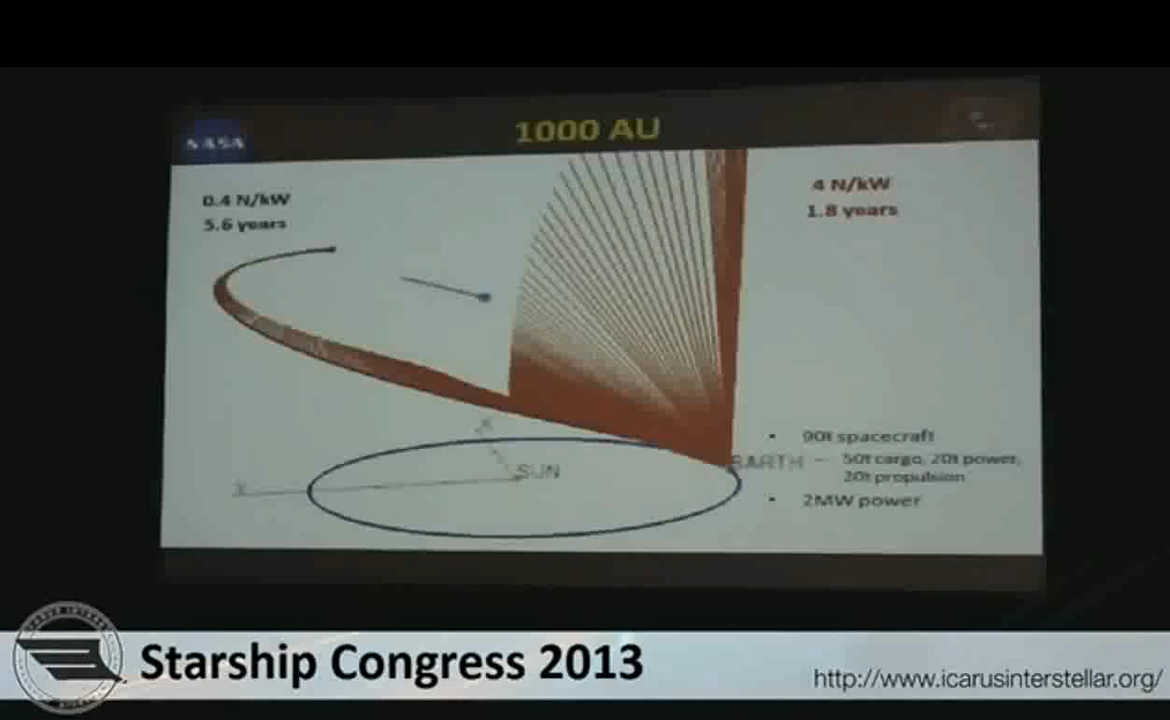 NASA
1000 AU
0.4 N/kW
5.6 years
4 N/kW
1.8 years
SUN
EARTH
• 90t spacecraft
– 50t cargo, 20t power,
20t propulsion
• 2MW power
Starship Congress 2013
http://www.icarusinterstellar.org/